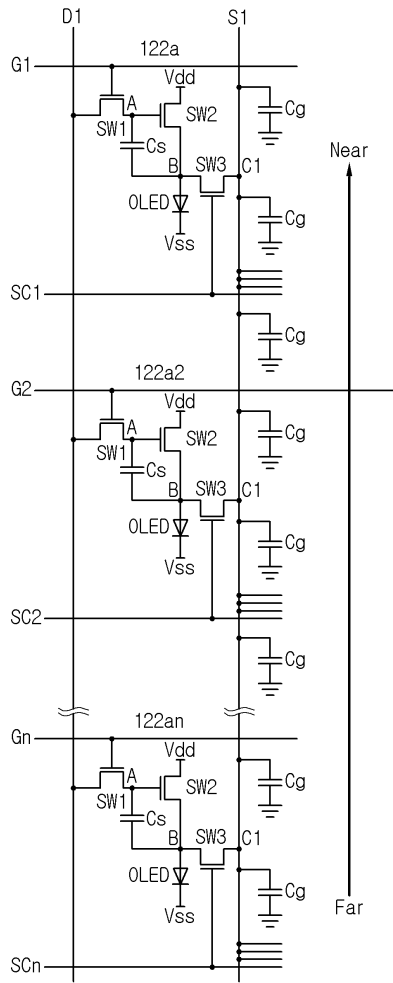 D1 S1
G1 122a
Vdd
A SW2 Cg
SW1
Cs
B SW3 C1
OLED Cg
Vss
SC1
Cg
Near
G2 122a2
Vdd
A SW2 Cg
SW1
Cs
B SW3 C1
OLED Cg
Vss
SC2
Cg
Gn 122an
Vdd
A SW2 Cg
SW1
Cs
B SW3 C1
OLED Cg
Vss
Far
SCn